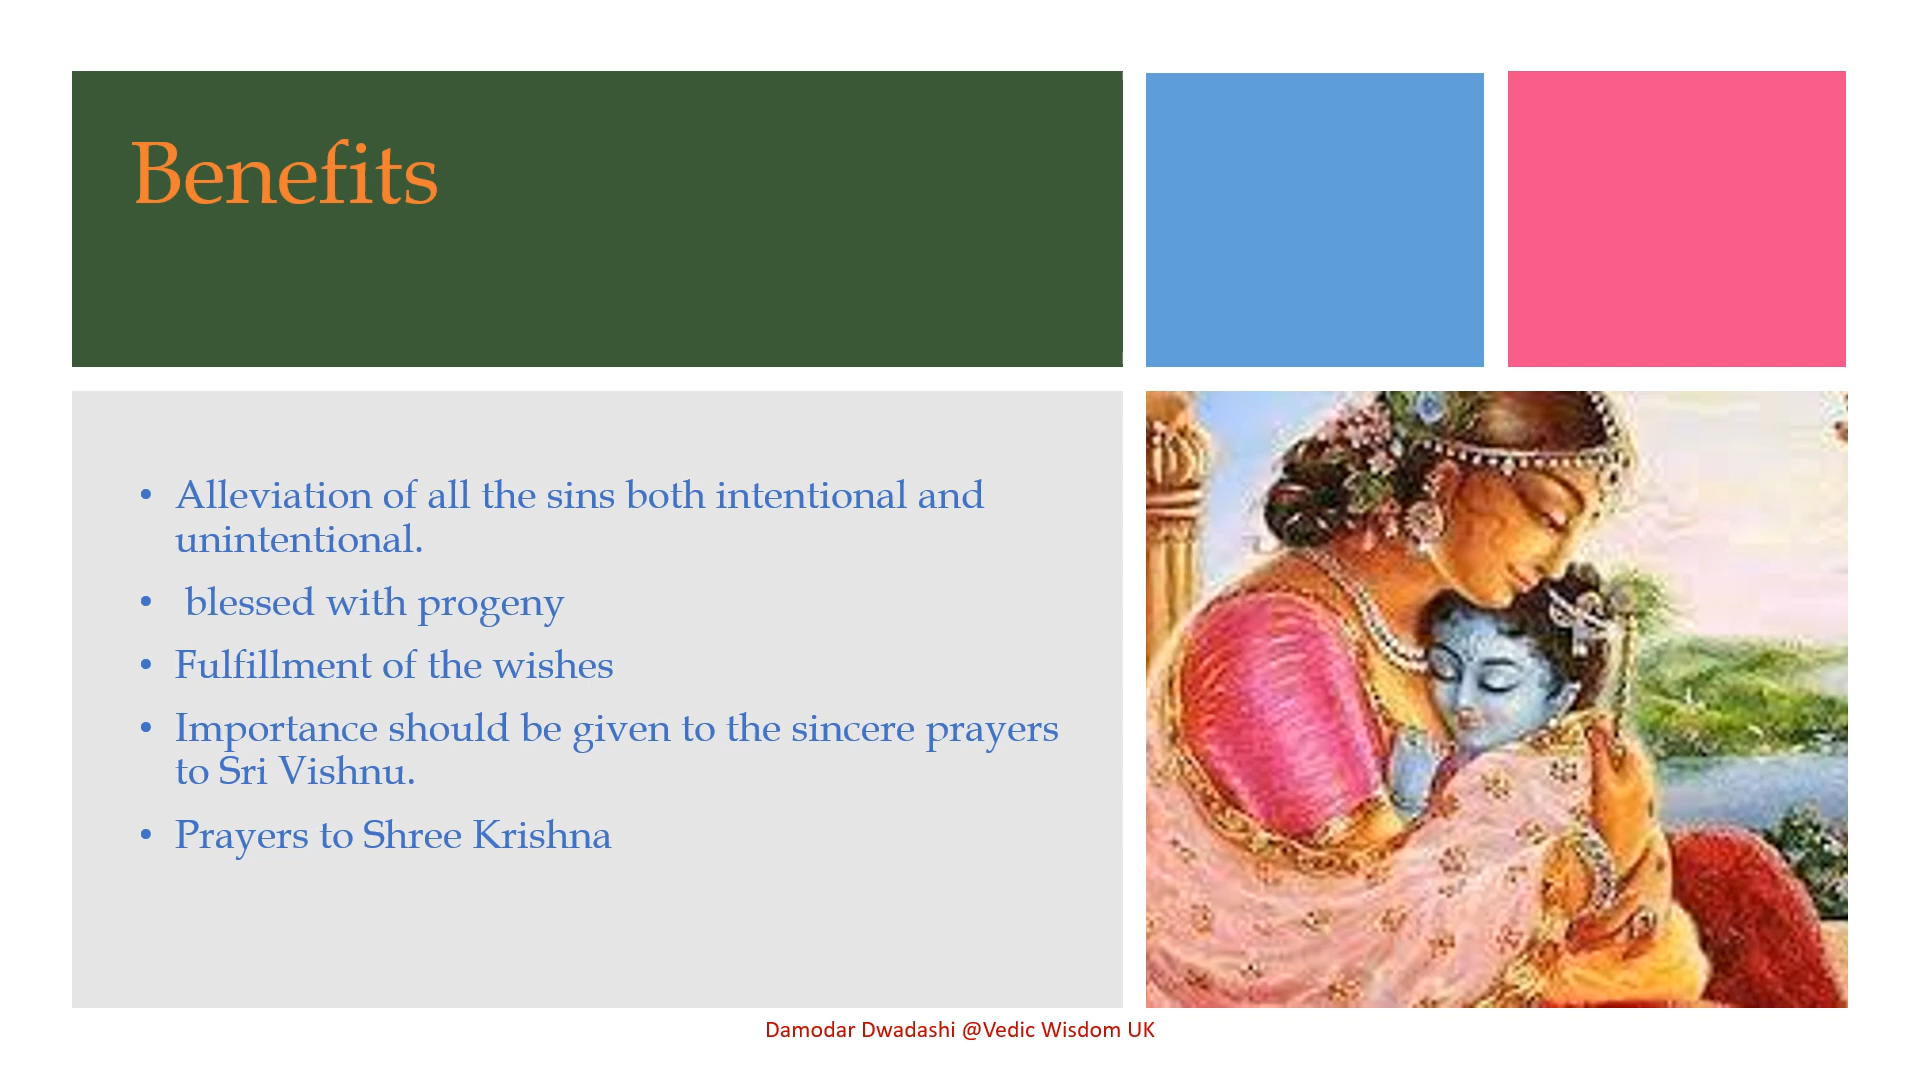 Benefits
• Alleviation of all the sins both intentional and
unintentional.
• blessed with progeny
• Fulfillment of the wishes
• Importance should be given to the sincere prayers
to Sri Vishnu.
• Prayers to Shree Krishna
Damodar Dwadashi @Vedic Wisdom UK